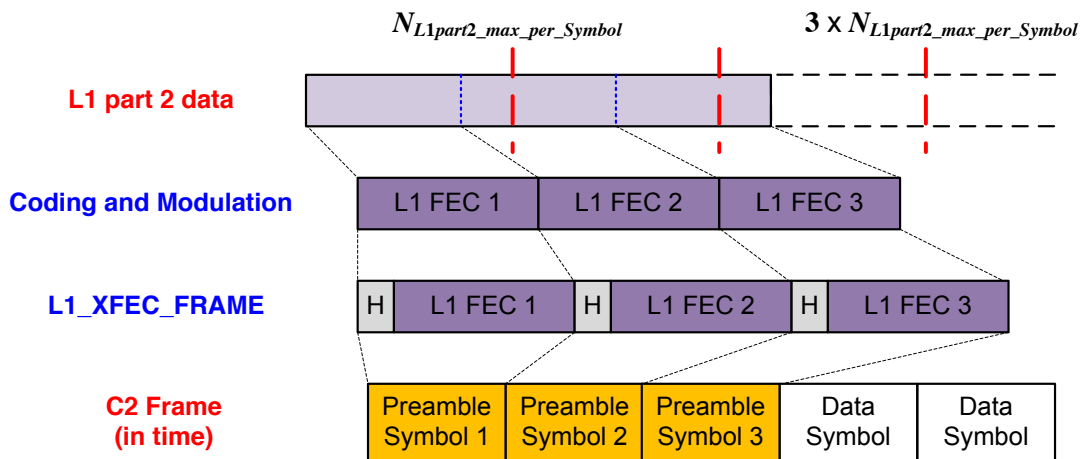 N_L1part2_max_per_Symbol 3 x N_L1part2_max_per_Symbol
L1 part 2 data
Coding and Modulation L1 FEC 1 L1 FEC 2 L1 FEC 3
L1_XFEC_FRAME H L1 FEC 1 H L1 FEC 2 H L1 FEC 3
C2 Frame Preamble Preamble Preamble Data Data
(in time) Symbol 1 Symbol 2 Symbol 3 Symbol Symbol